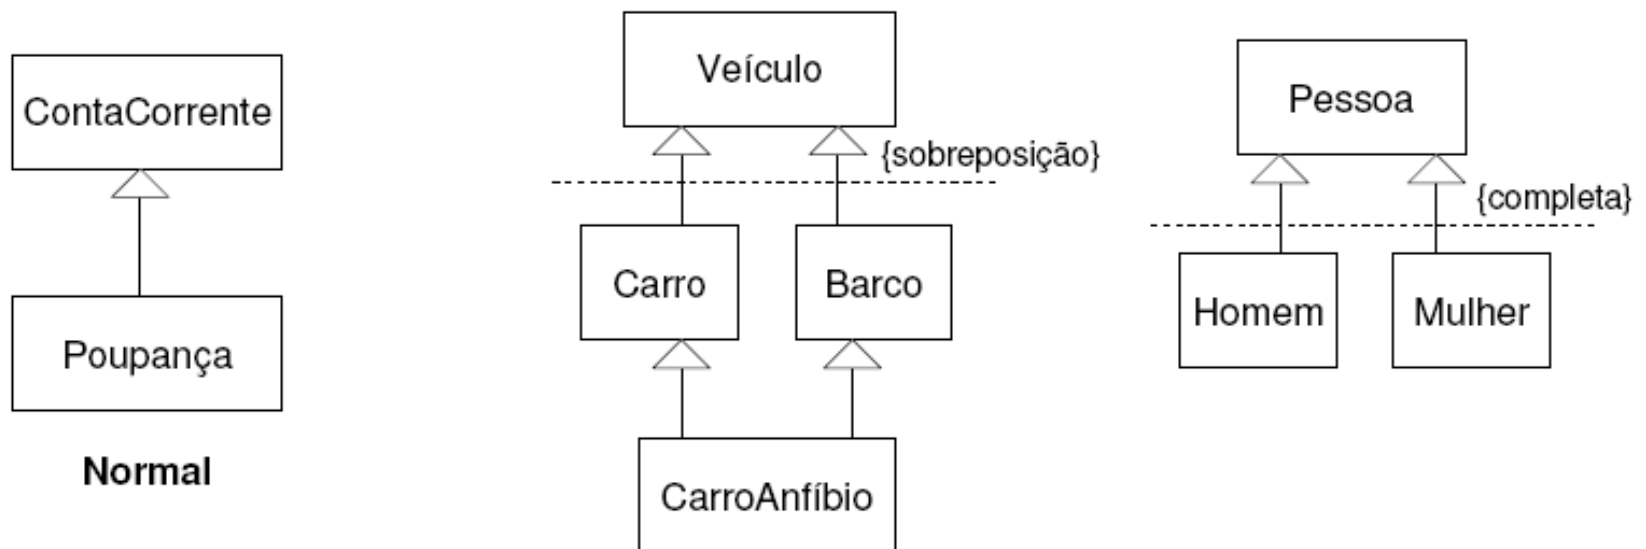 ContaCorrente
Poupança
Normal
Veículo
{sobreposição}
Carro
Barco
CarroAnfíbio
Pessoa
{completa}
Homem
Mulher